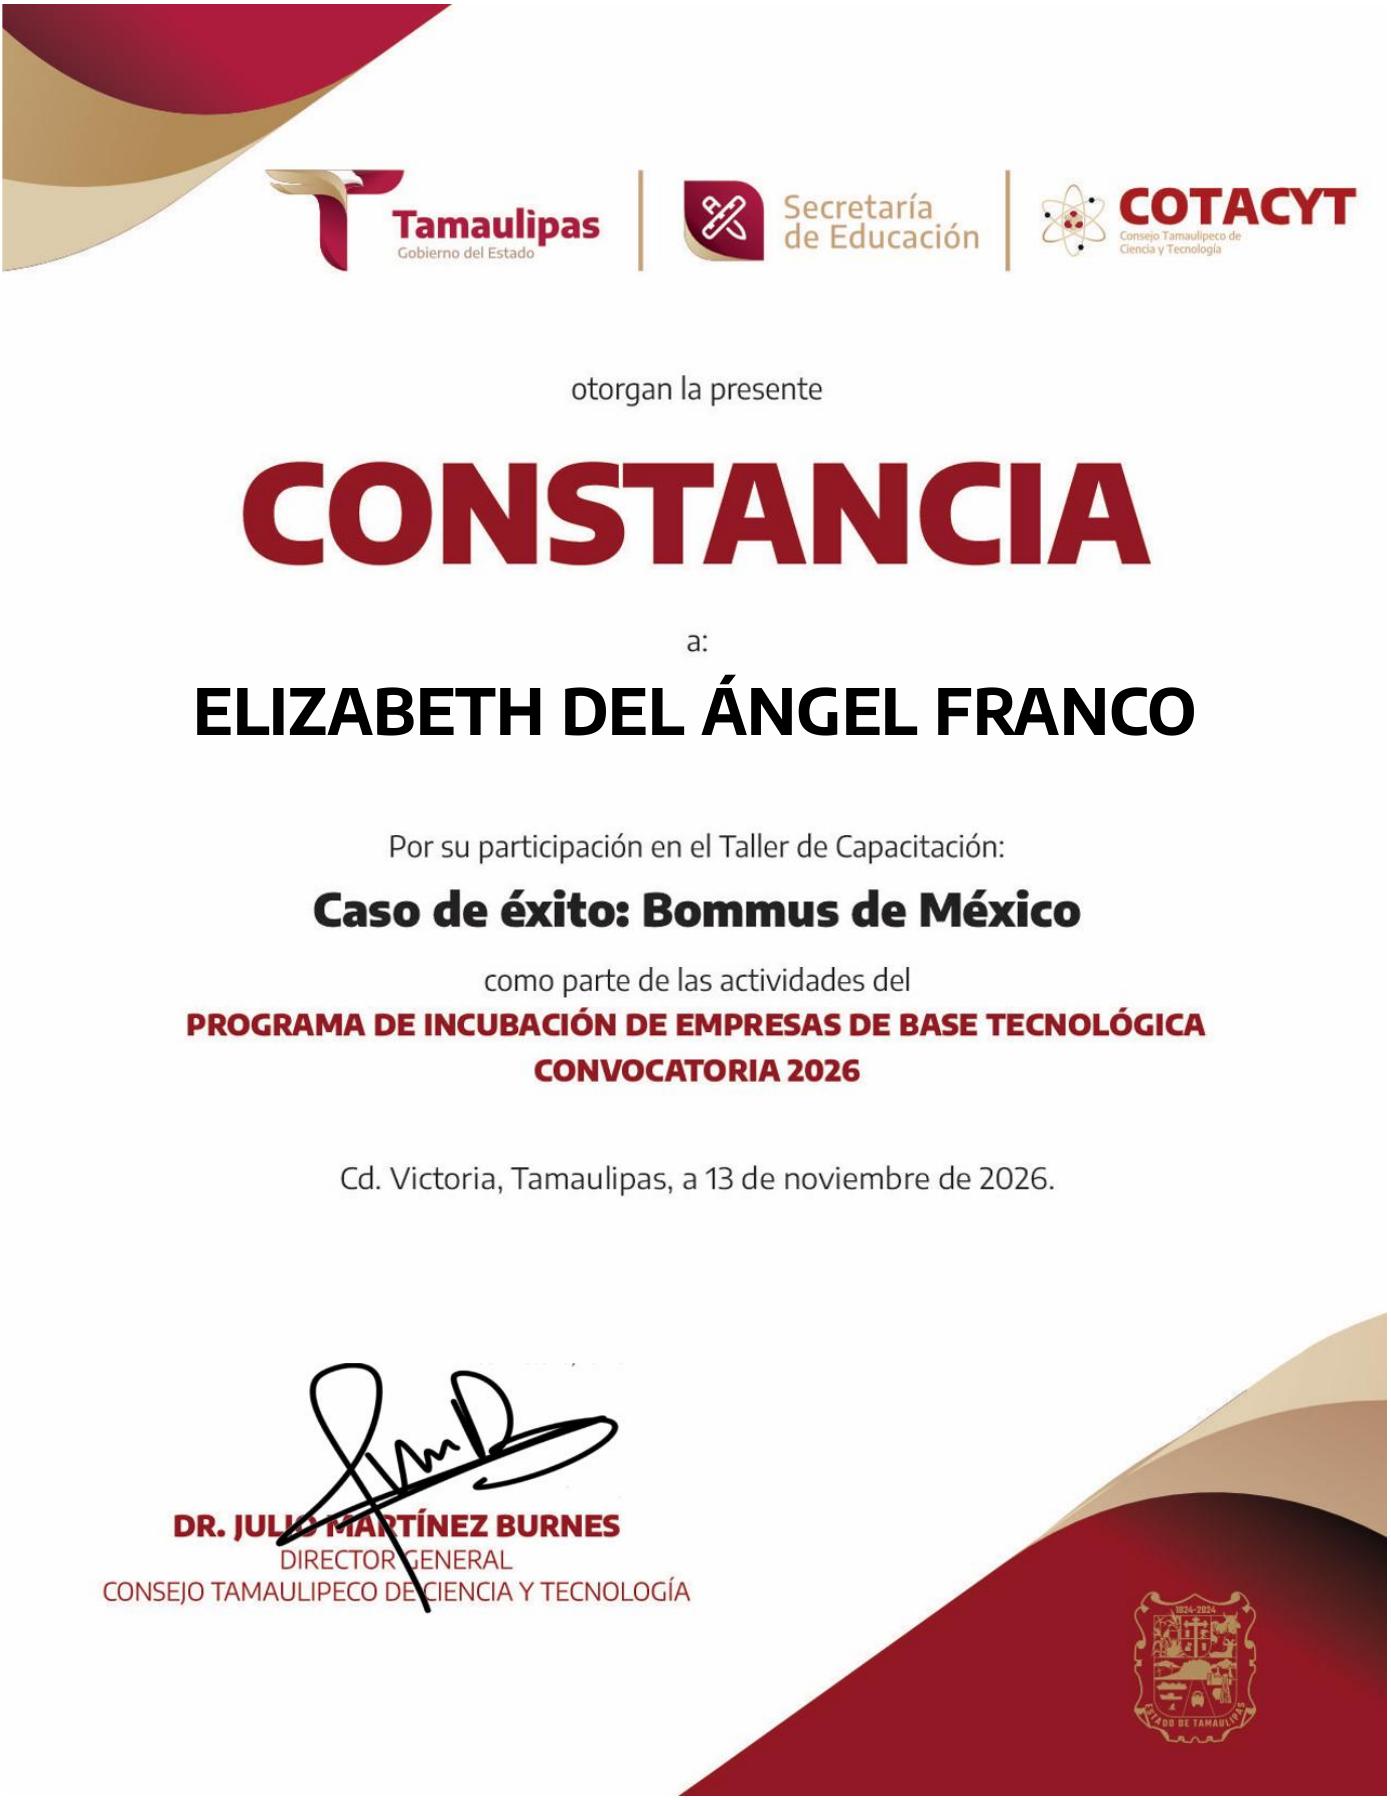 Tamaulipas
Gobierno del Estado
Secretaría
de Educación
COTACYT
Consejo Tamaulipeco de
Ciencia y Tecnología
otorgan la presente
CONSTANCIA
a:
ELIZABETH DEL ÁNGEL FRANCO
Por su participación en el Taller de Capacitación:
Caso de éxito: Bommus de México
como parte de las actividades del
PROGRAMA DE INCUBACIÓN DE EMPRESAS DE BASE TECNOLÓGICA
CONVOCATORIA 2026
Cd. Victoria, Tamaulipas, a 13 de noviembre de 2026.
DR. JULIO MARTÍNEZ BURNES
DIRECTOR GENERAL
CONSEJO TAMAULIPECO DE CIENCIA Y TECNOLOGÍA
1824-2024
ESTADO DE TAMAULIPAS